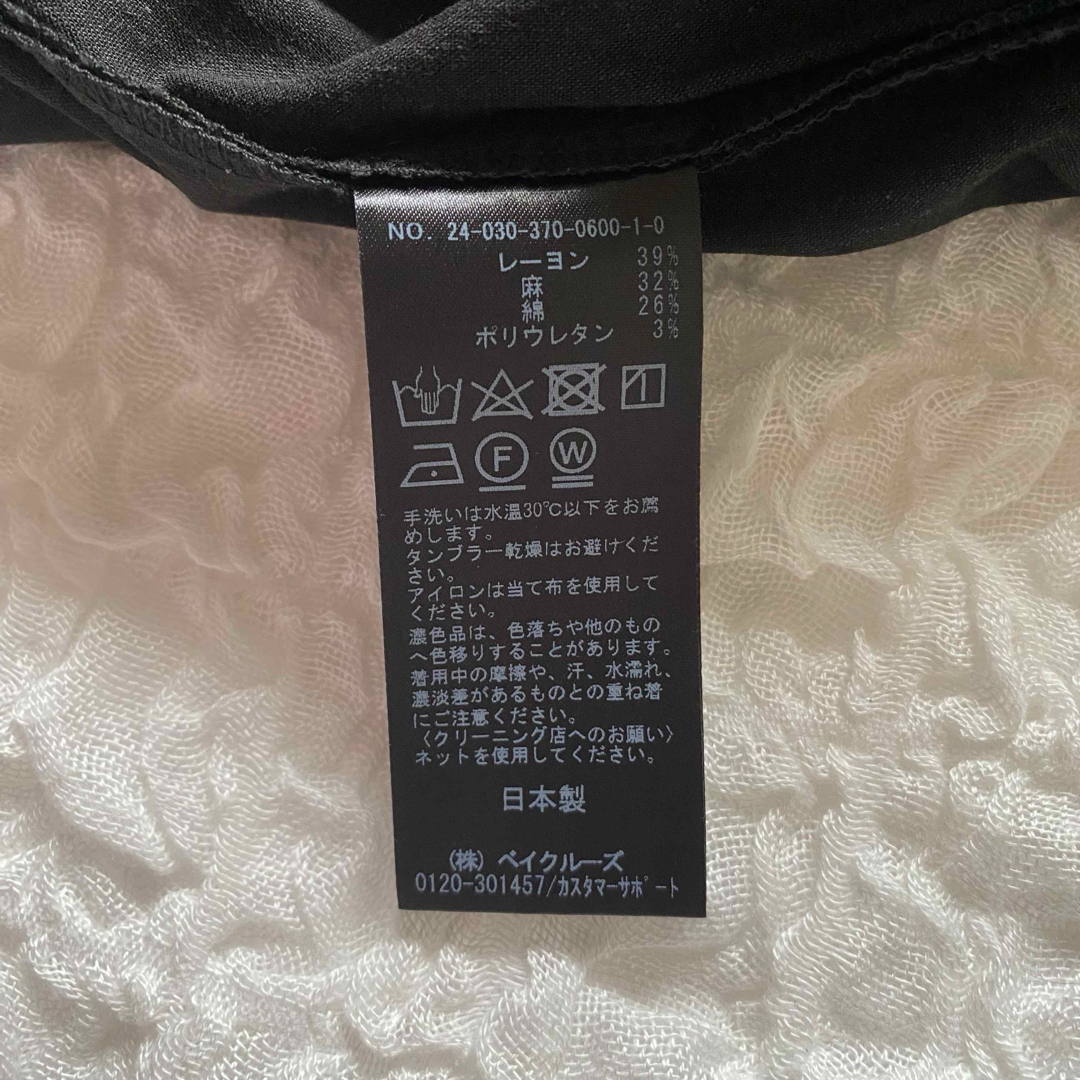 NO. 24-030-370-0600-1-0
レーヨン 39%
麻 32%
綿 26%
ポリウレタン 3%
F W
手洗いは水温30℃以下をお薦
めします。
タンブラー乾燥はお避けくだ
さい。
アイロンは当て布を使用して
ください。
濃色品は、色落ちや他のもの
へ色移りすることがあります。
着用中の摩擦や、汗、水濡れ、
濃淡差があるものとの重ね着
にご注意ください。
〈クリーニング店へのお願い〉
ネットを使用してください。
日本製
(株) ベイクルーズ
0120-301457/カスタマーサポート